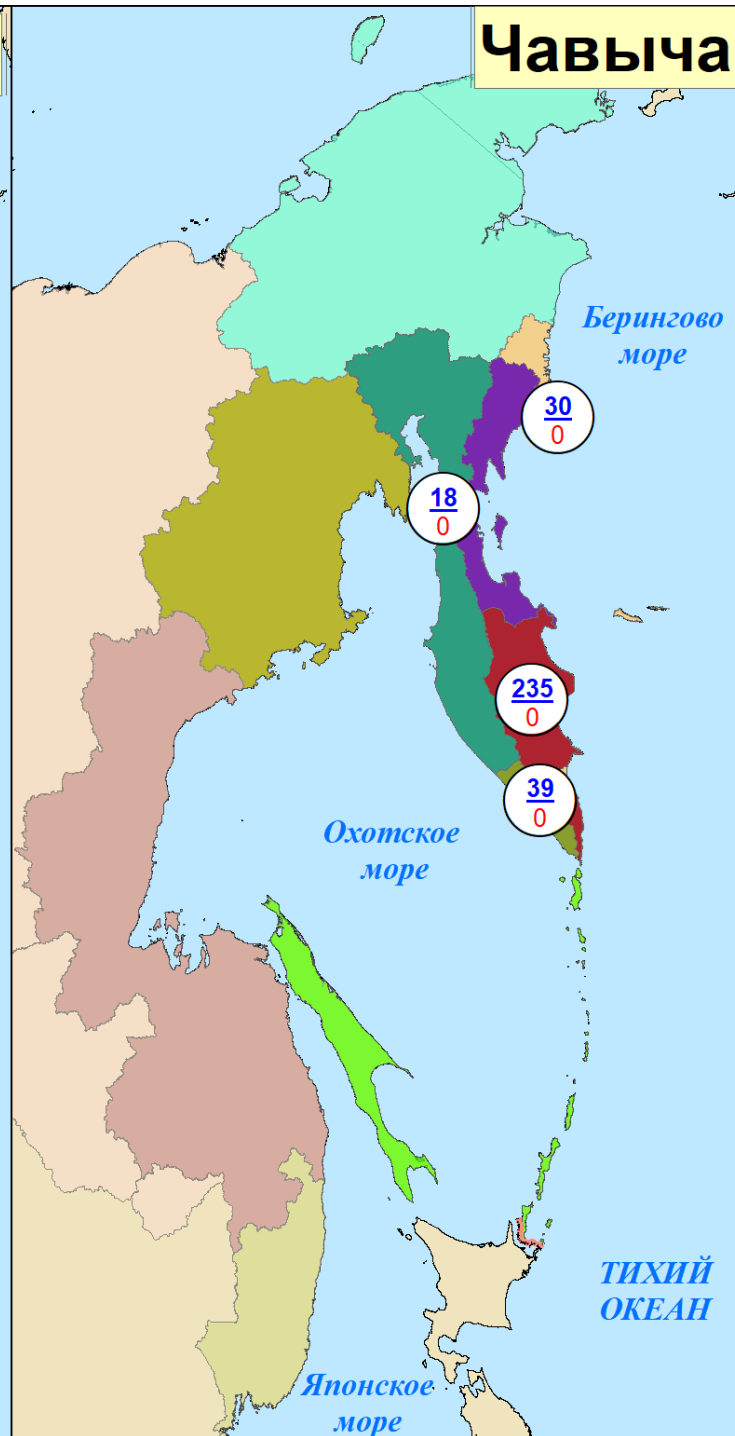 Чавыча
Берингово
море
30
0
18
0
235
0
39
0
Охотское
море
ТИХИЙ
ОКЕАН
Японское
море